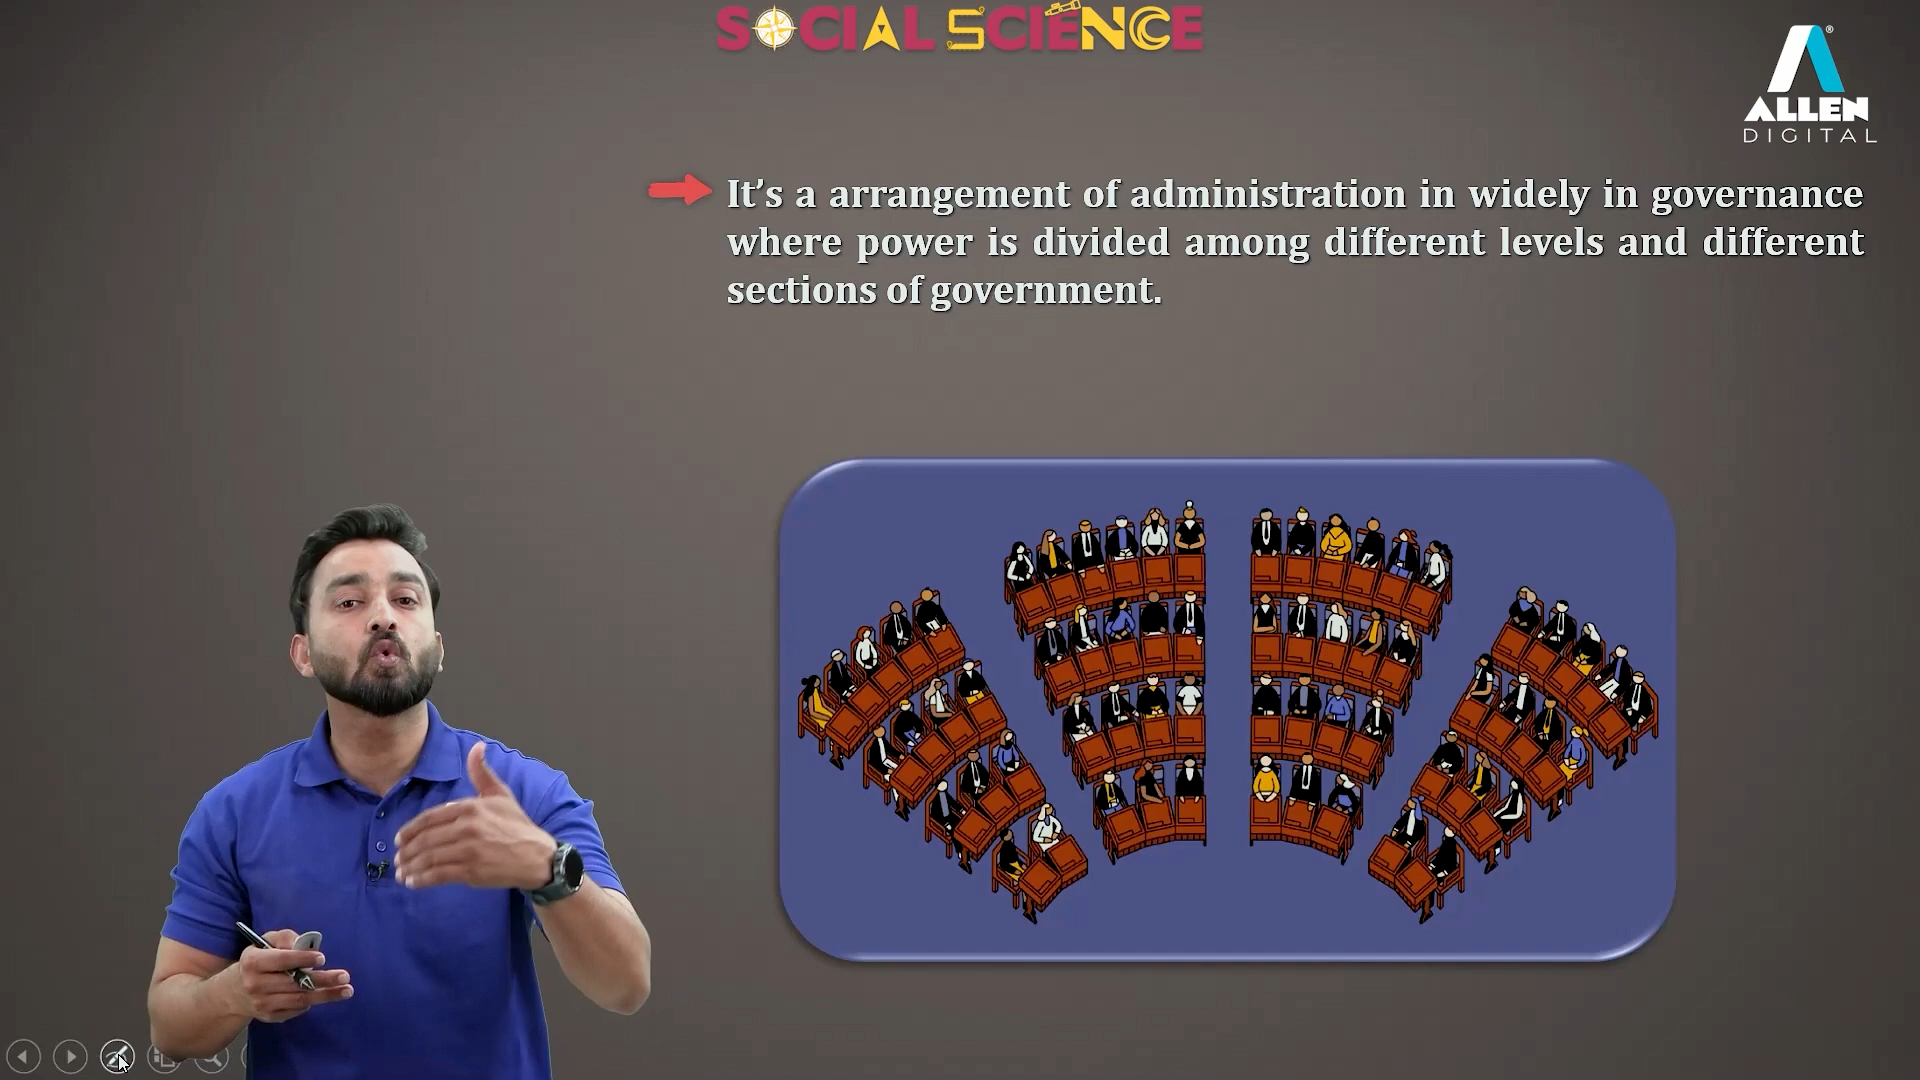 SOCIAL SCIENCE
ALLEN
DIGITAL
It's a arrangement of administration in widely in governance
where power is divided among different levels and different
sections of government.